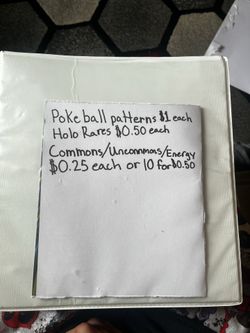 Poke ball patterns $1 each
Holo Rares $0.50 each
Commons/Uncommons/Energy
$0.25 each or 10 for $0.50